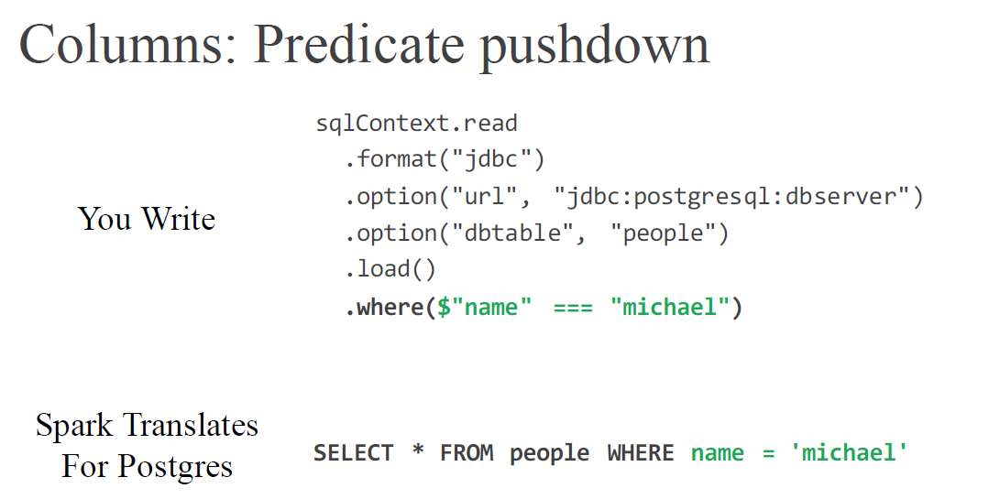 Columns: Predicate pushdown
You Write
sqlContext.read
.format("jdbc")
.option("url", "jdbc:postgresql:dbserver")
.option("dbtable", "people")
.load()
.where($"name" === "michael")
Spark Translates
For Postgres
SELECT * FROM people WHERE name = 'michael'